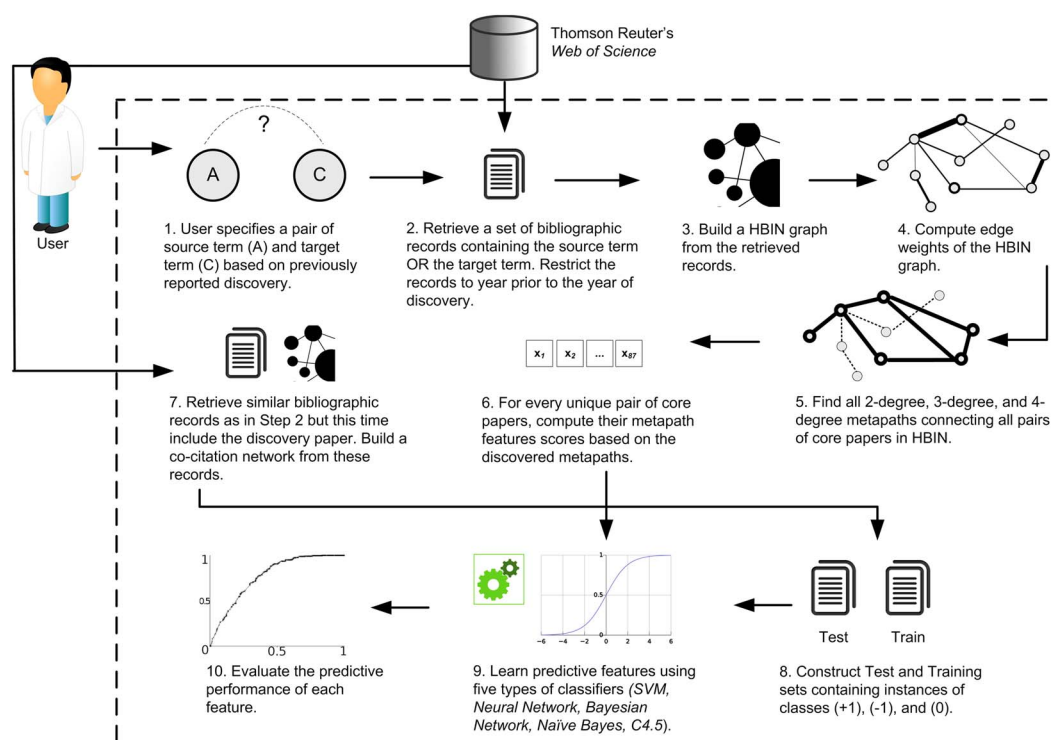 Thomson Reuter's
Web of Science
User
?
A
C
1. User specifies a pair of
source term (A) and target
term (C) based on previously
reported discovery.
2. Retrieve a set of bibliographic
records containing the source term
OR the target term. Restrict the
records to year prior to the year of
discovery.
3. Build a HBIN graph
from the retrieved
records.
4. Compute edge
weights of the HBIN
graph.
5. Find all 2-degree, 3-degree, and 4-
degree metapaths connecting all pairs
of core papers in HBIN.
x1 x2 ... x87
6. For every unique pair of core
papers, compute their metapath
features scores based on the
discovered metapaths.
7. Retrieve similar bibliographic
records as in Step 2 but this time
include the discovery paper. Build a
co-citation network from these
records.
Test Train
8. Construct Test and Training
sets containing instances of
classes (+1), (-1), and (0).
1
0.5
0
−6 −4 −2 0 2 4 6
9. Learn predictive features using
five types of classifiers (SVM,
Neural Network, Bayesian
Network, Naïve Bayes, C4.5).
1
0.5
0
0.5 1
10. Evaluate the predictive
performance of each
feature.